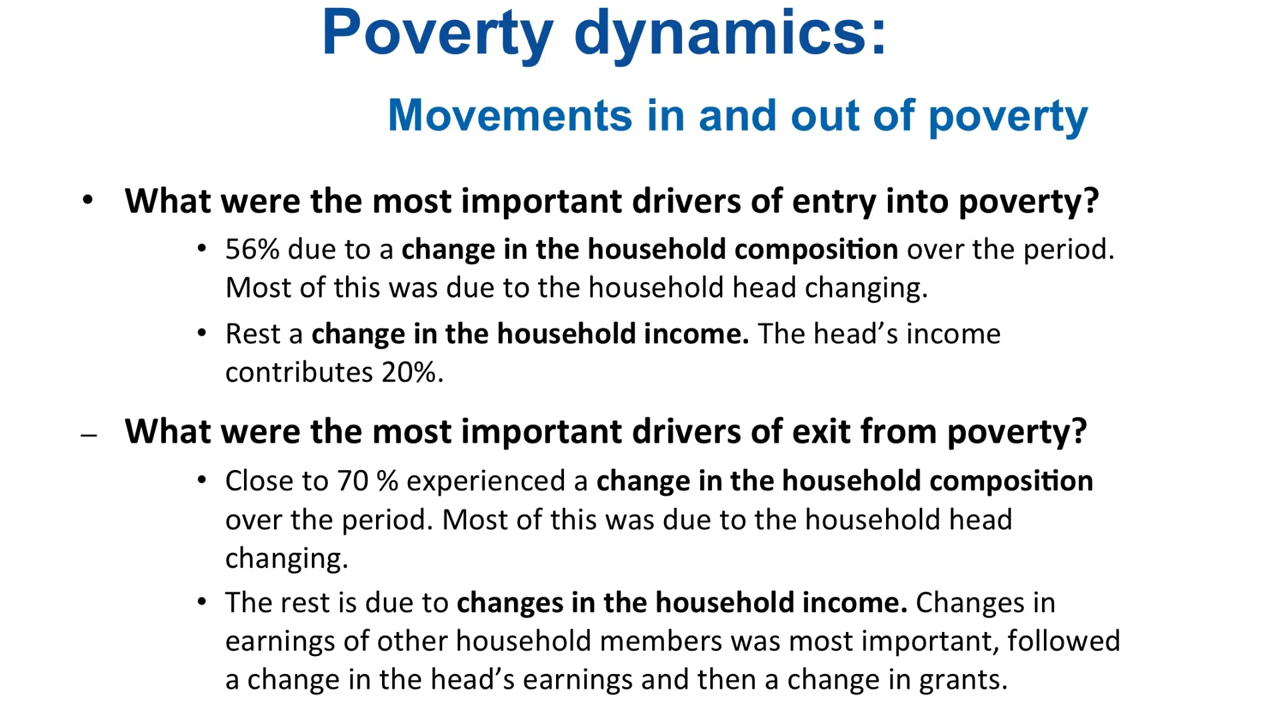 Poverty dynamics:
Movements in and out of poverty
• What were the most important drivers of entry into poverty?
• 56% due to a change in the household composition over the period.
Most of this was due to the household head changing.
• Rest a change in the household income. The head’s income
contributes 20%.
– What were the most important drivers of exit from poverty?
• Close to 70 % experienced a change in the household composition
over the period. Most of this was due to the household head
changing.
• The rest is due to changes in the household income. Changes in
earnings of other household members was most important, followed
a change in the head’s earnings and then a change in grants.